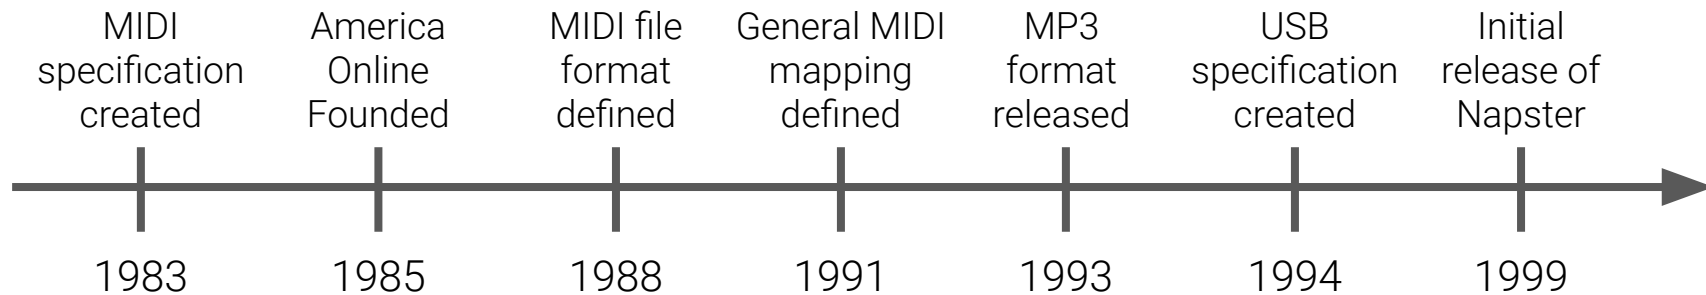 MIDI
specification
created
America
Online
Founded
MIDI file
format
defined
General MIDI
mapping
defined
MP3
format
released
USB
specification
created
Initial
release of
Napster
1983
1985
1988
1991
1993
1994
1999